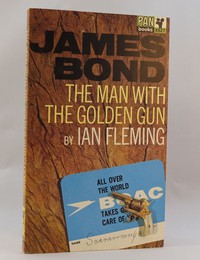 PAN
books
JAMES
BOND
THE MAN WITH
THE GOLDEN GUN
BY IAN FLEMING
ALL OVER
THE WORLD
BOAC
TAKES
CARE OF
NAME